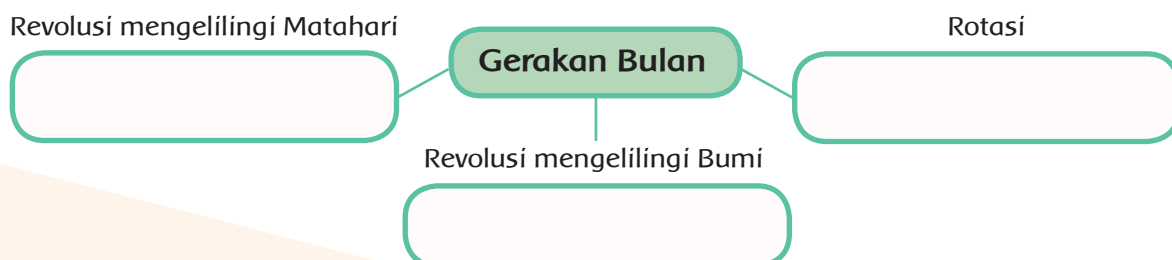 Revolusi mengelilingi Matahari
Gerakan Bulan
Rotasi
Revolusi mengelilingi Bumi